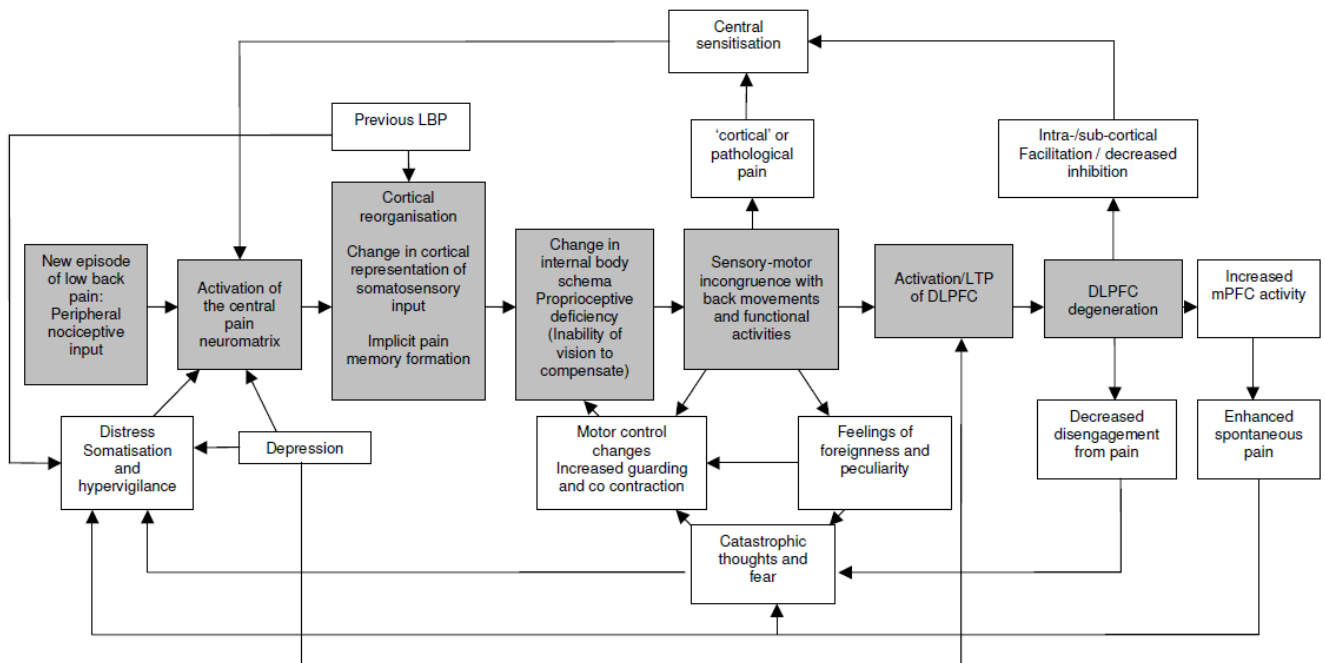 Central
sensitisation
Previous LBP
‘cortical’ or
pathological
pain
Intra-/sub-cortical
Facilitation / decreased
inhibition
New episode
of low back
pain:
Peripheral
nociceptive
input
Activation of
the central
pain
neuromatrix
Cortical
reorganisation
Change in cortical
representation of
somatosensory
input
Implicit pain
memory formation
Change in
internal body
schema
Proprioceptive
deficiency
(Inability of
vision to
compensate)
Sensory-motor
incongruence with
back movements
and functional
activities
Activation/LTP
of DLPFC
DLPFC
degeneration
Increased
mPFC activity
Distress
Somatisation
and
hypervigilance
Depression
Motor control
changes
Increased guarding
and co contraction
Feelings of
foreignness and
peculiarity
Decreased
disengagement
from pain
Enhanced
spontaneous
pain
Catastrophic
thoughts and
fear